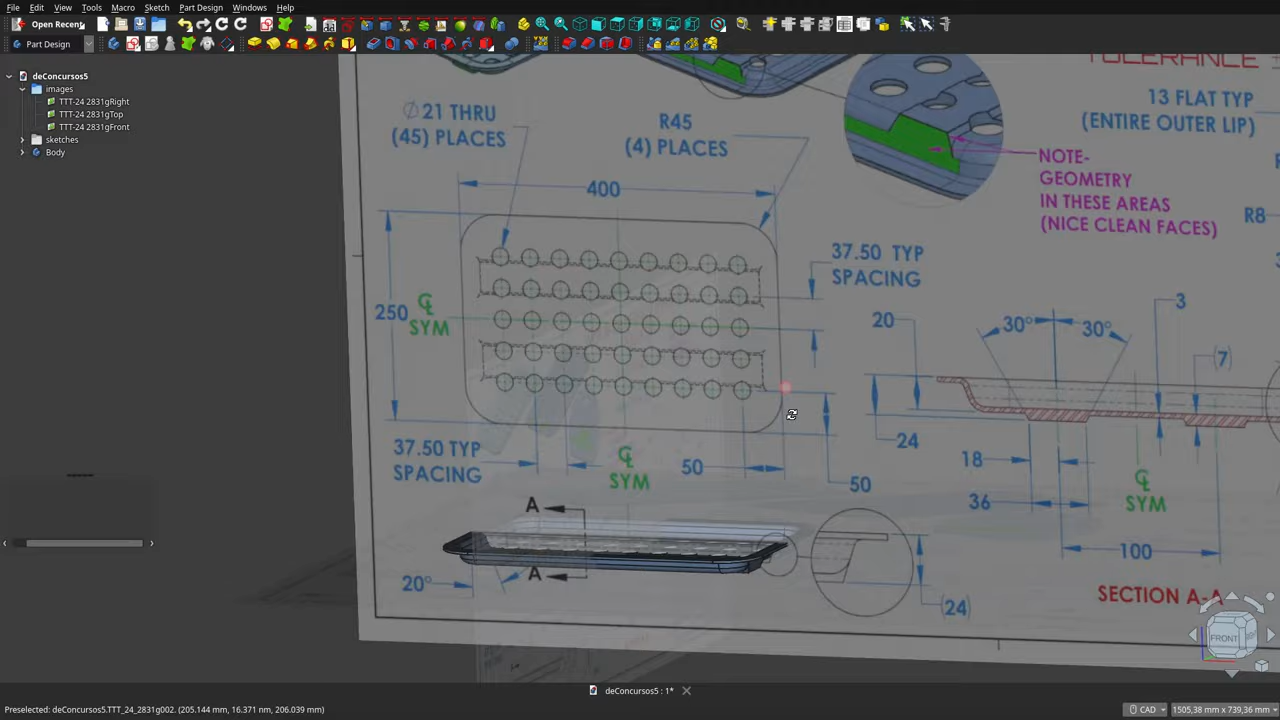 File Edit View Tools Macro Sketch Part Design Windows Help
Open Recent
Part Design
deConcursos5
images
TTT-24 2831gRight
TTT-24 2831gTop
TTT-24 2831gFront
sketches
Body
TOLERANCE
Ø21 THRU
(45) PLACES
R45
(4) PLACES
13 FLAT TYP
(ENTIRE OUTER LIP)
NOTE-
GEOMETRY
IN THESE AREAS
(NICE CLEAN FACES)
R8
400
37.50 TYP
SPACING
250
℄
SYM
20
30°
30°
3
(7)
24
18
36
℄
SYM
100
37.50 TYP
SPACING
℄
SYM
50
50
A
A
20°
(24)
SECTION A-A
FRONT
deConcursos5 : 1*
Preselected: deConcursos5.TTT_24_2831g002. (205.144 mm, 16.371 nm, 206.039 mm)
CAD
1505,38 mm x 739,36 mm